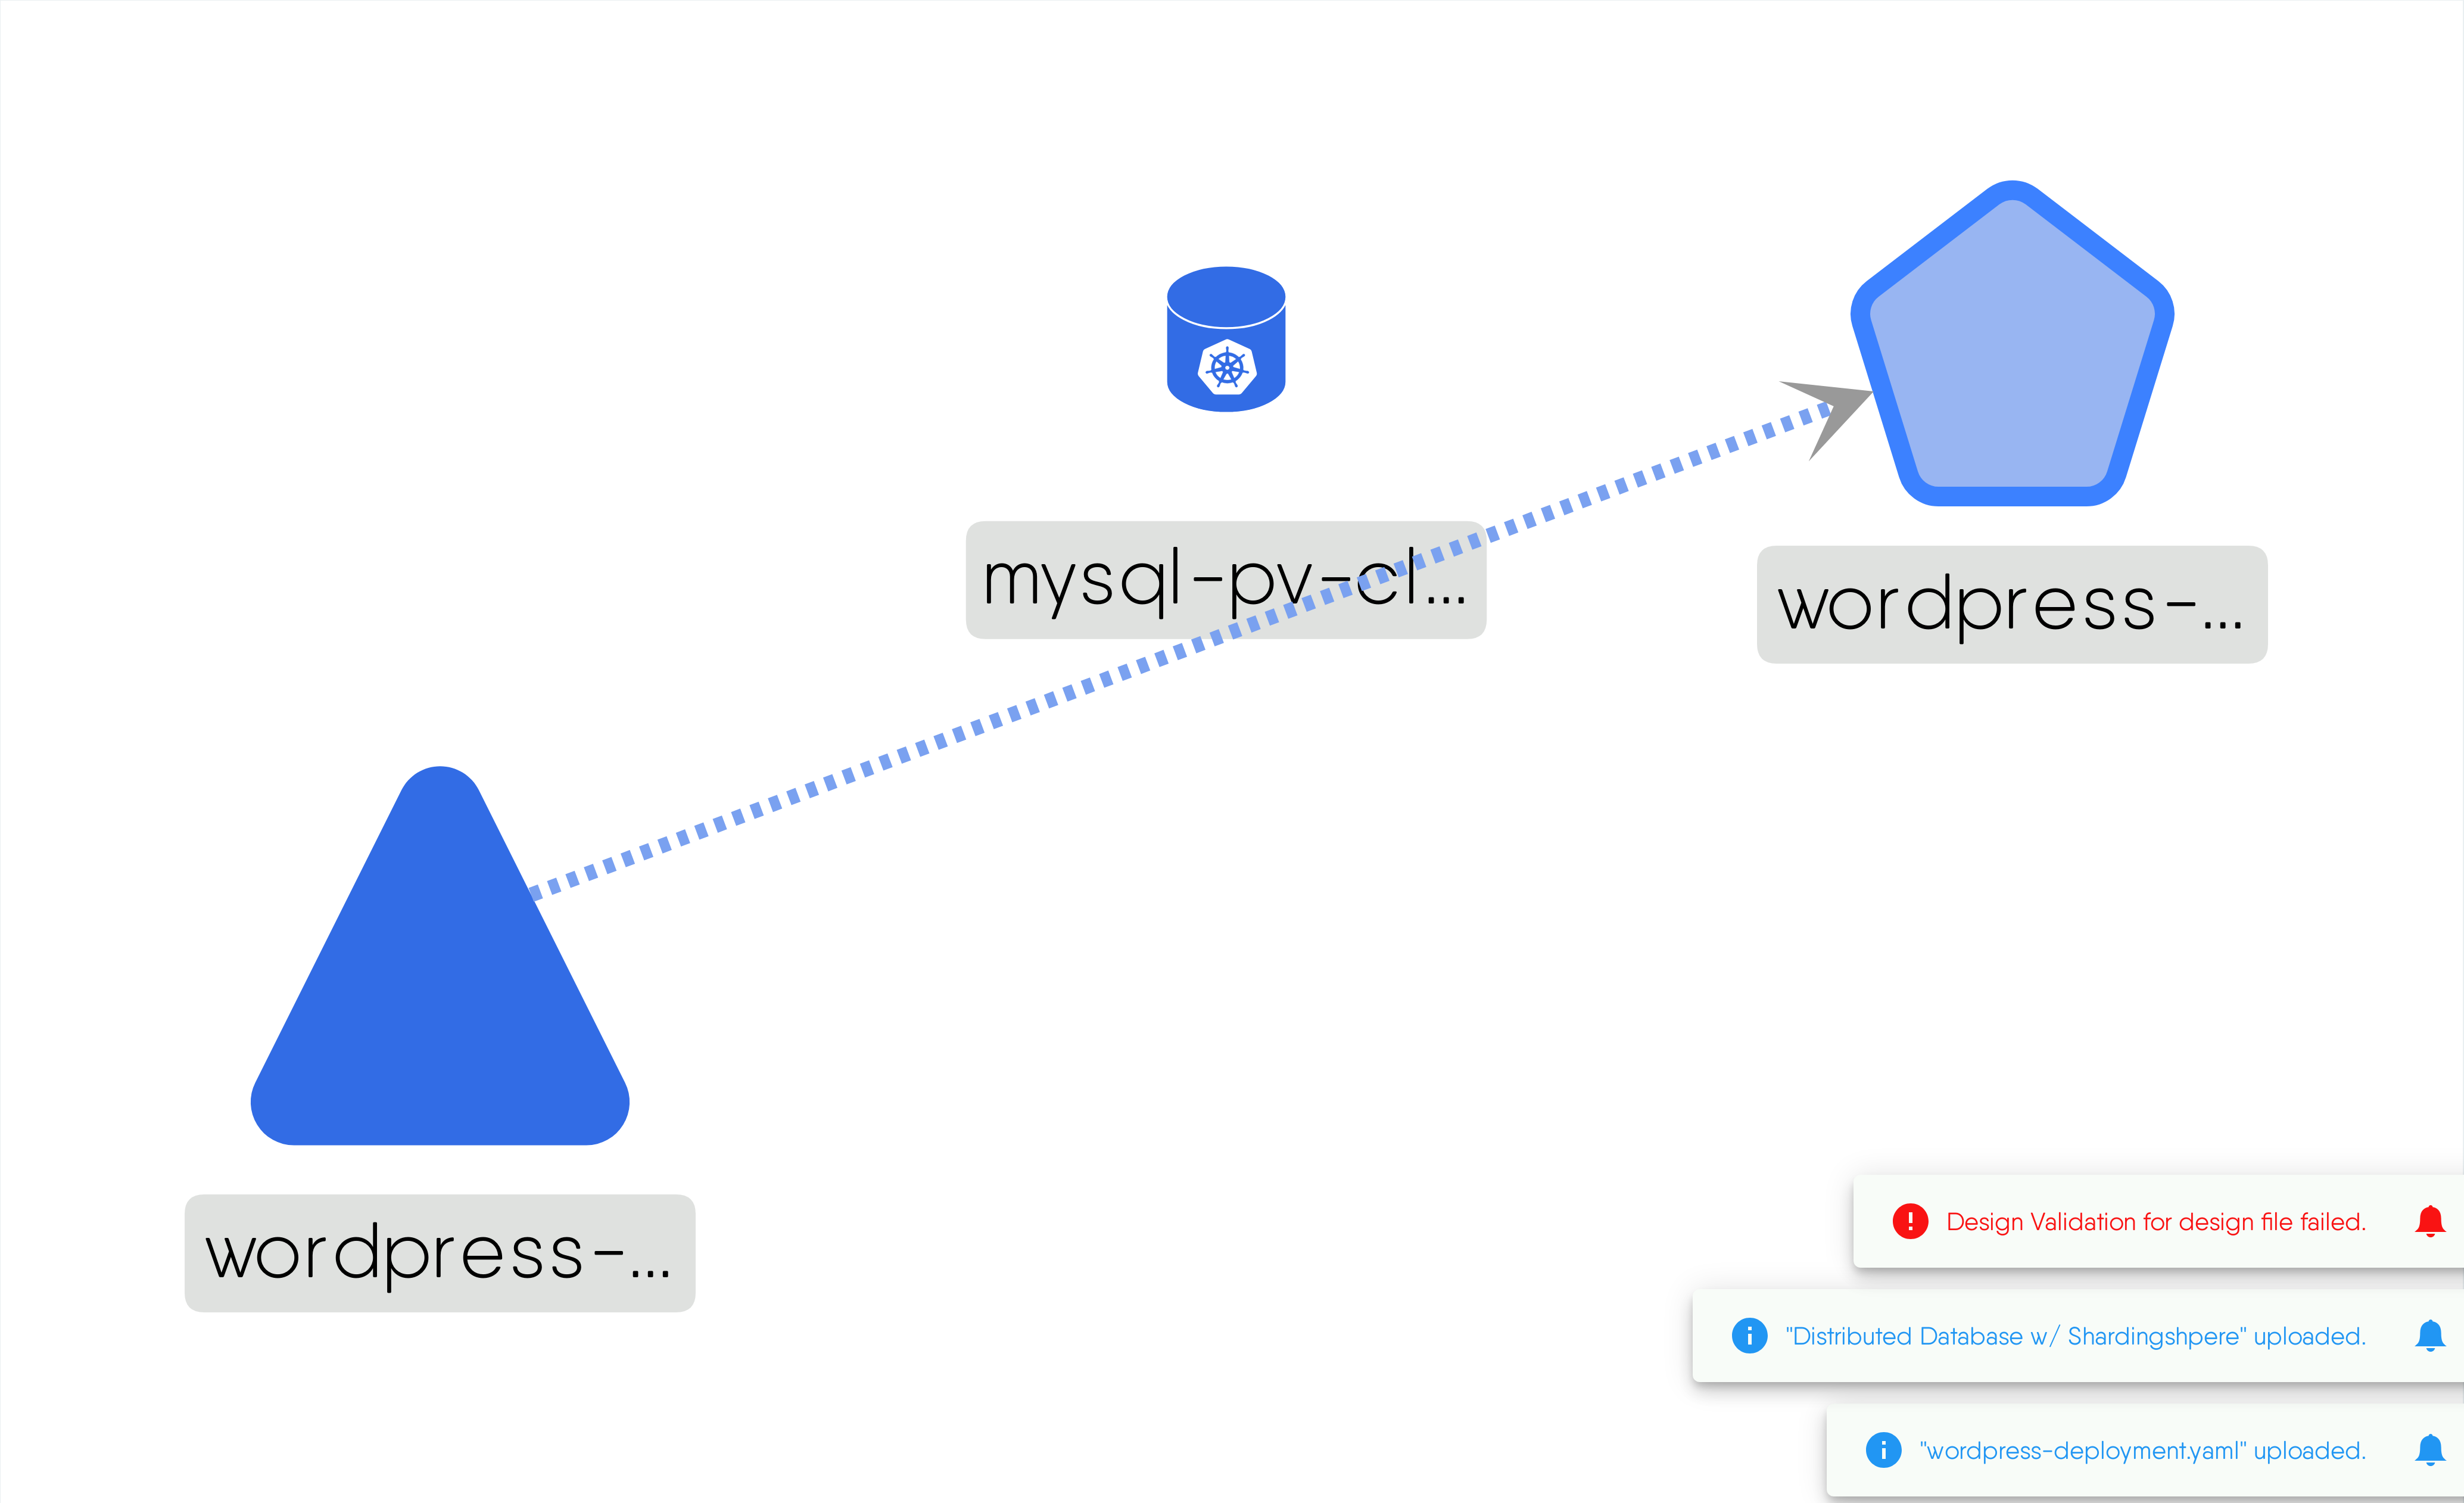 mysql-pv-cl...
wordpress-...
wordpress-...
Design Validation for design file failed.
"Distributed Database w/ Shardingshpere" uploaded.
"wordpress-deployment.yaml" uploaded.